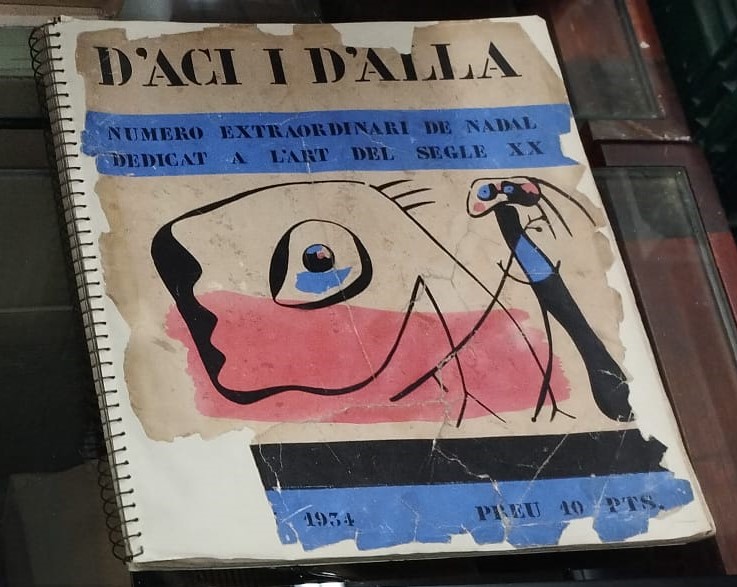 D'ACI I D'ALLA
NUMERO EXTRAORDINARI DE NADAL
DEDICAT A L'ART DEL SEGLE XX
1934 PREU 10 PTS.